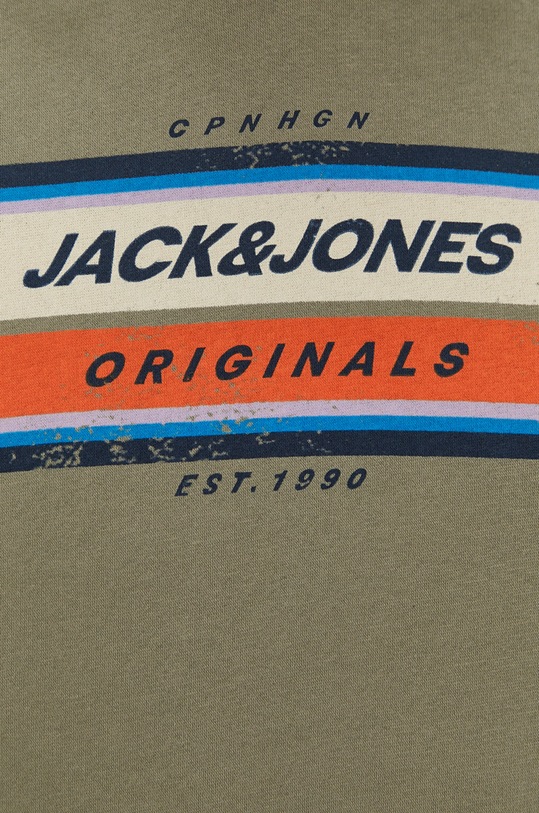 CPNHGN
JACK&JONES
ORIGINALS
EST. 1990